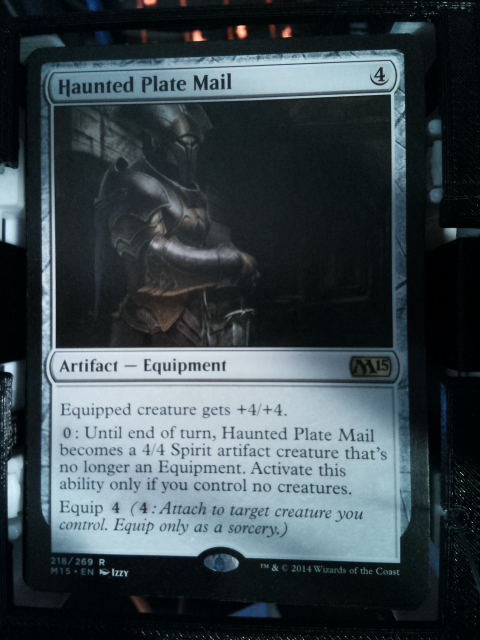 Haunted Plate Mail 4
Artifact — Equipment M15
Equipped creature gets +4/+4.
0: Until end of turn, Haunted Plate Mail
becomes a 4/4 Spirit artifact creature that's
no longer an Equipment. Activate this
ability only if you control no creatures.
Equip 4 (4: Attach to target creature you
control. Equip only as a sorcery.)
218/269 R
M15 • EN Izzy ™ & © 2014 Wizards of the Coast